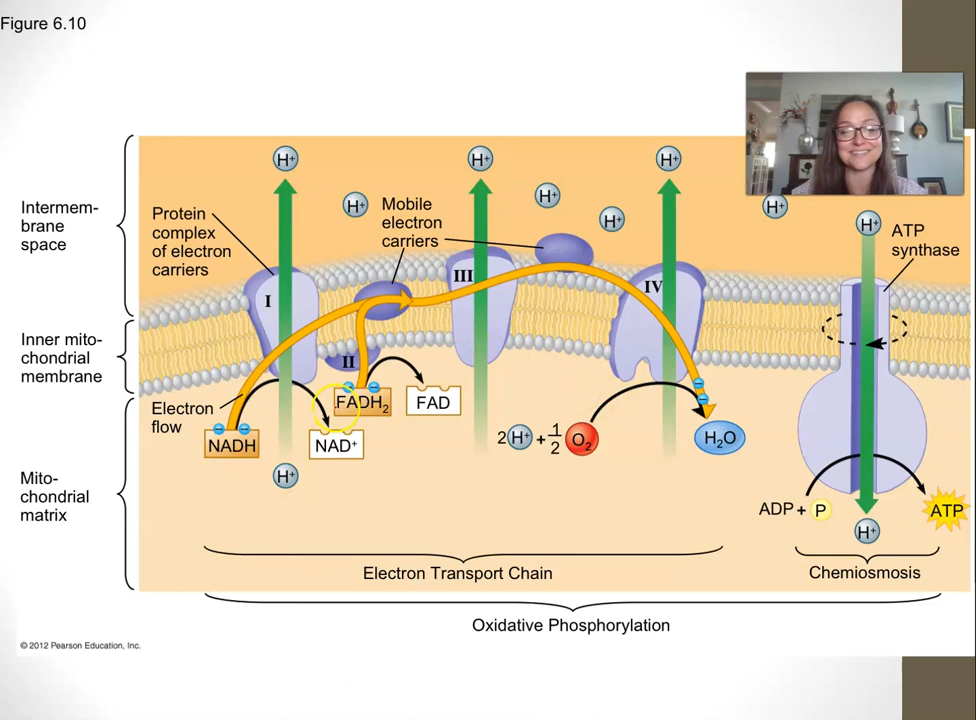 Figure 6.10
Intermem-
brane
space
Inner mito-
chondrial
membrane
Mito-
chondrial
matrix
H⁺
H⁺
H⁺
H⁺
H⁺
H⁺
H⁺
H⁺
Protein
complex
of electron
carriers
Mobile
electron
carriers
ATP
synthase
I
II
III
IV
Electron
flow
NADH
NAD⁺
FADH₂
FAD
H⁺
2 H⁺ + 1/2 O₂
H₂O
ADP + P
ATP
H⁺
Electron Transport Chain
Chemiosmosis
Oxidative Phosphorylation
© 2012 Pearson Education, Inc.